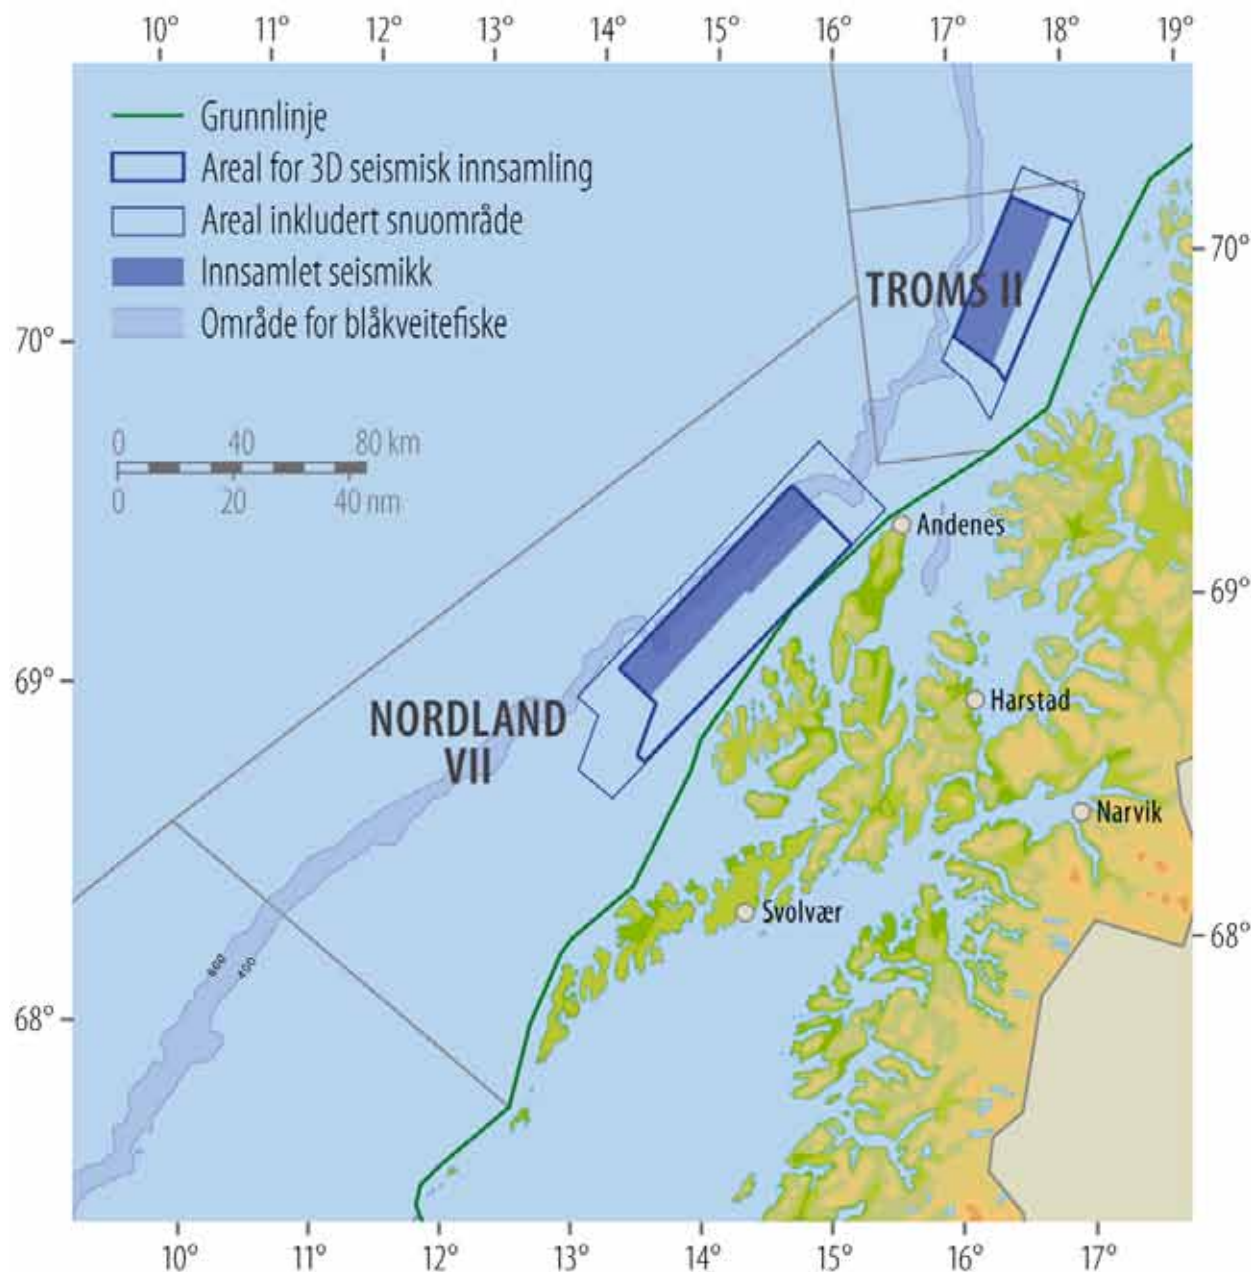 10° 11° 12° 13° 14° 15° 16° 17° 18° 19°
Grunnlinje
Areal for 3D seismisk innsamling
Areal inkludert snuområde
Innsamlet seismikk
Område for blåkveitefiske
70°
TROMS II
70°
0 40 80 km
0 20 40 nm
Andenes
69°
69°
NORDLAND
VII
Harstad
Narvik
Svolvær
68°
800
400
68°
10° 11° 12° 13° 14° 15° 16° 17°